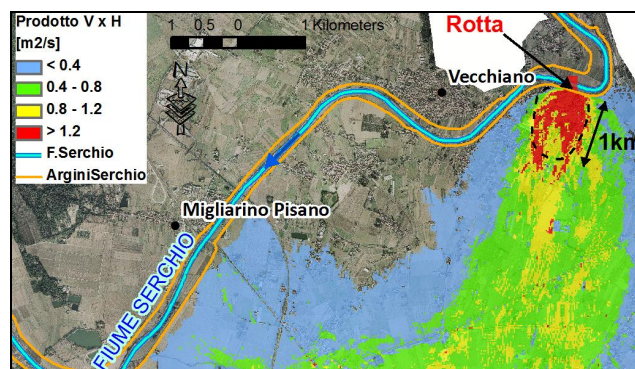 Prodotto V x H
[m2/s]
< 0.4
0.4 - 0.8
0.8 - 1.2
> 1.2
F.Serchio
ArginiSerchio
1 0.5 0 1 Kilometers
N
Rotta
Vecchiano
1km
Migliarino Pisano
FIUME SERCHIO